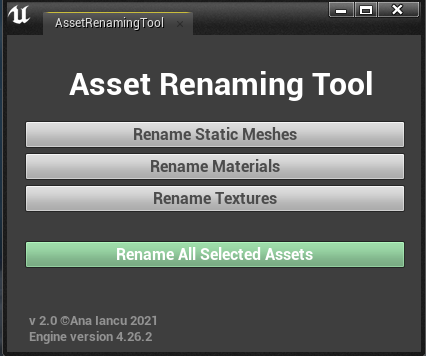 AssetRenamingTool
Asset Renaming Tool
Rename Static Meshes
Rename Materials
Rename Textures
Rename All Selected Assets
v 2.0 ©Ana Iancu 2021
Engine version 4.26.2